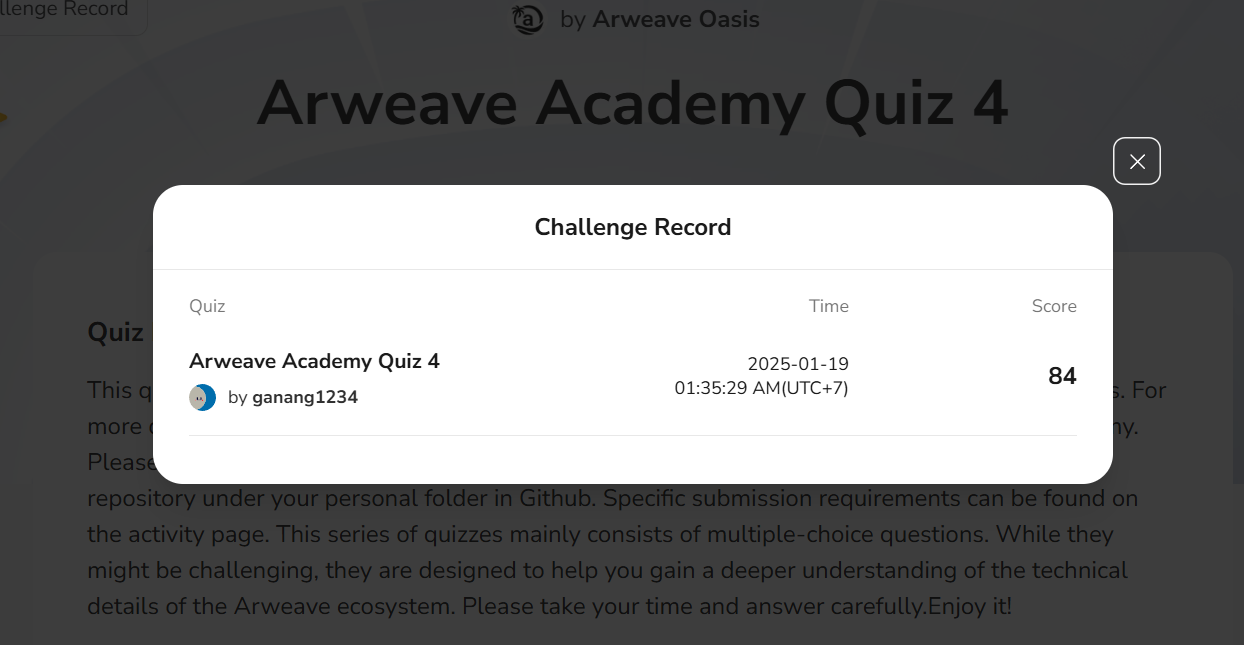 llenge Record
by Arweave Oasis
Arweave Academy Quiz 4
Challenge Record
Quiz Time Score
Arweave Academy Quiz 4
by ganang1234
2025-01-19
01:35:29 AM(UTC+7)
84
Quiz
This q s. For
more ny.
Please
repository under your personal folder in Github. Specific submission requirements can be found on
the activity page. This series of quizzes mainly consists of multiple-choice questions. While they
might be challenging, they are designed to help you gain a deeper understanding of the technical
details of the Arweave ecosystem. Please take your time and answer carefully.Enjoy it!